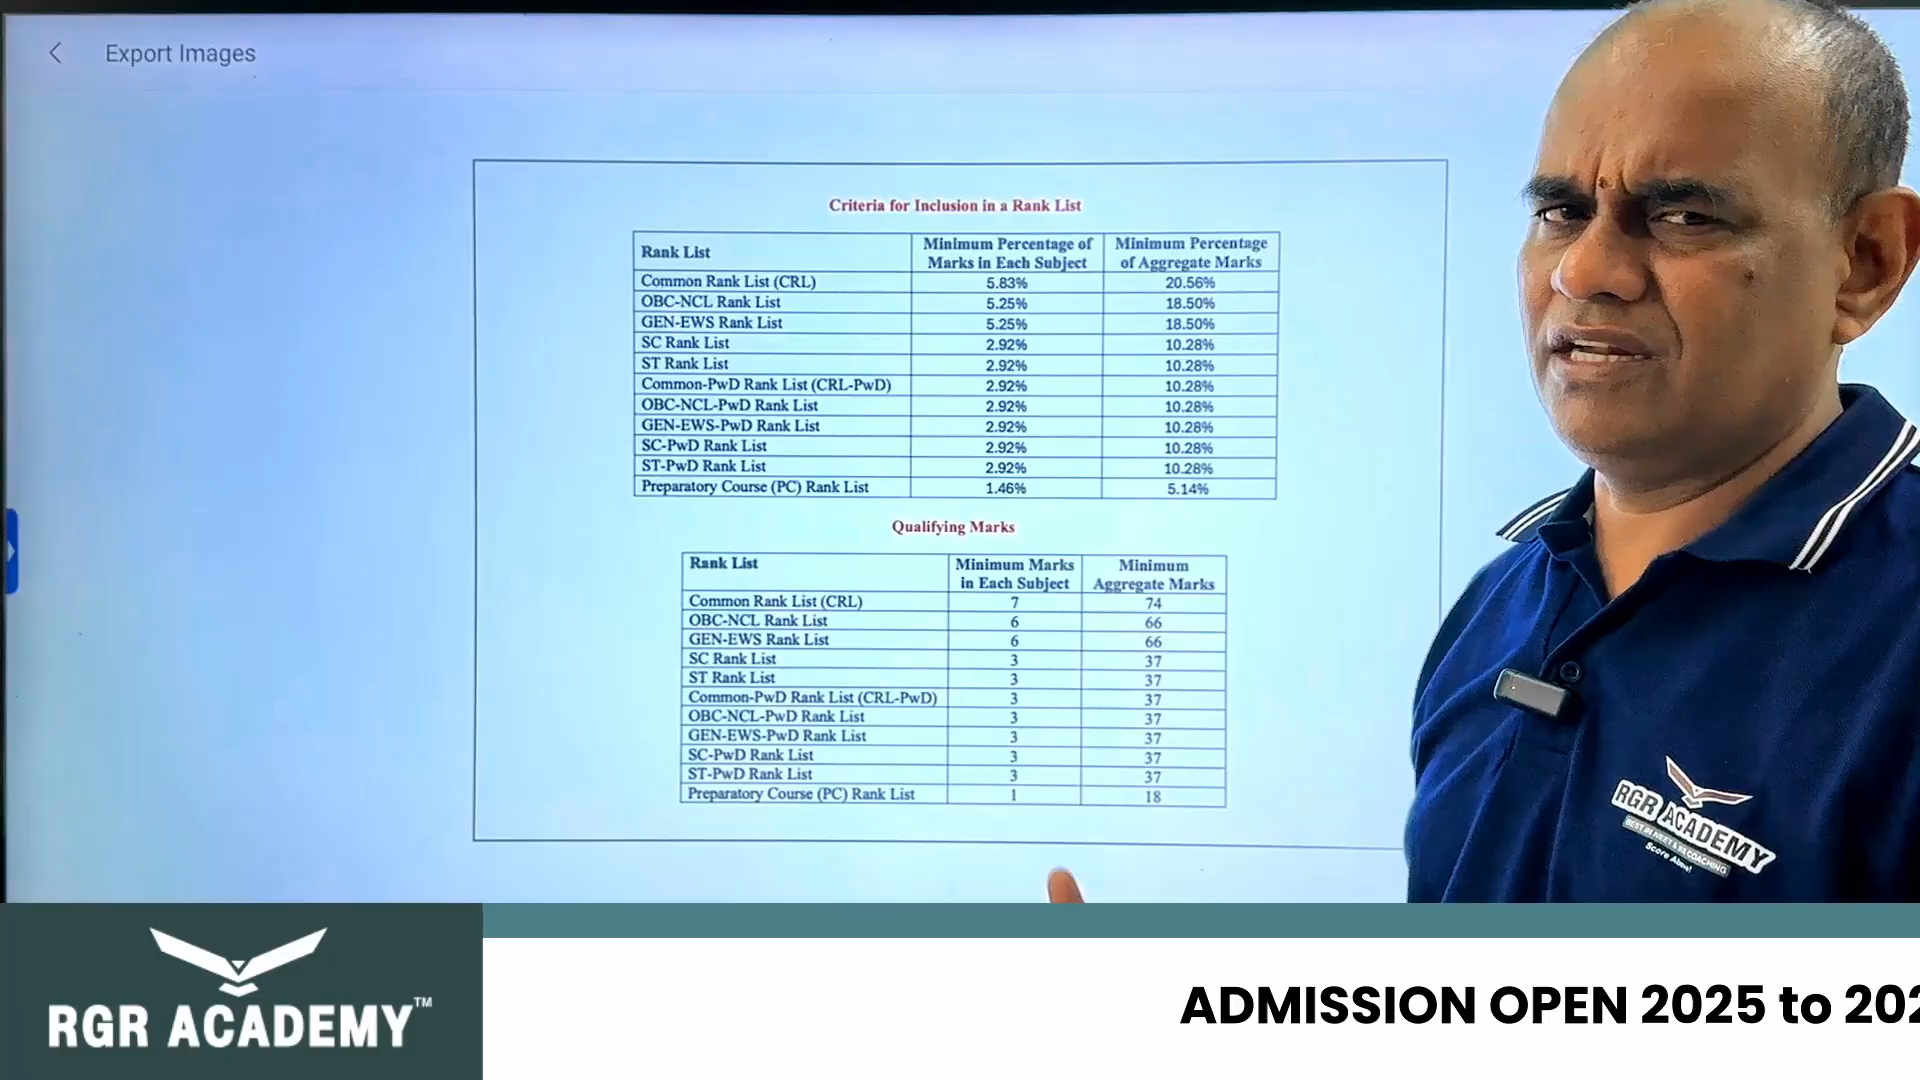 Export Images
Criteria for Inclusion in a Rank List
Rank List Minimum Percentage of Marks in Each Subject Minimum Percentage of Aggregate Marks
Common Rank List (CRL) 5.83% 20.56%
OBC-NCL Rank List 5.25% 18.50%
GEN-EWS Rank List 5.25% 18.50%
SC Rank List 2.92% 10.28%
ST Rank List 2.92% 10.28%
Common-PwD Rank List (CRL-PwD) 2.92% 10.28%
OBC-NCL-PwD Rank List 2.92% 10.28%
GEN-EWS-PwD Rank List 2.92% 10.28%
SC-PwD Rank List 2.92% 10.28%
ST-PwD Rank List 2.92% 10.28%
Preparatory Course (PC) Rank List 1.46% 5.14%
Qualifying Marks
Rank List Minimum Marks in Each Subject Minimum Aggregate Marks
Common Rank List (CRL) 7 74
OBC-NCL Rank List 6 66
GEN-EWS Rank List 6 66
SC Rank List 3 37
ST Rank List 3 37
Common-PwD Rank List (CRL-PwD) 3 37
OBC-NCL-PwD Rank List 3 37
GEN-EWS-PwD Rank List 3 37
SC-PwD Rank List 3 37
ST-PwD Rank List 3 37
Preparatory Course (PC) Rank List 1 18
RGR ACADEMY
BEST IN NEET & COACHING
Score
RGR ACADEMY™
ADMISSION OPEN 2025 to 202